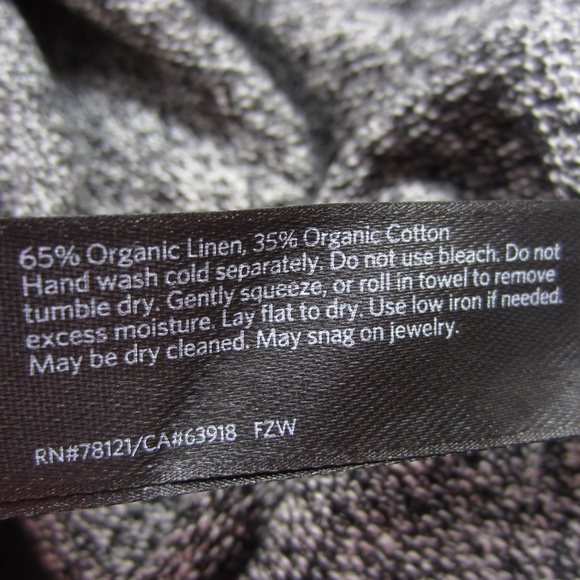 65% Organic Linen, 35% Organic Cotton
Hand wash cold separately. Do not use bleach. Do not
tumble dry. Gently squeeze, or roll in towel to remove
excess moisture. Lay flat to dry. Use low iron if needed.
May be dry cleaned. May snag on jewelry.
RN#78121/CA#63918 FZW